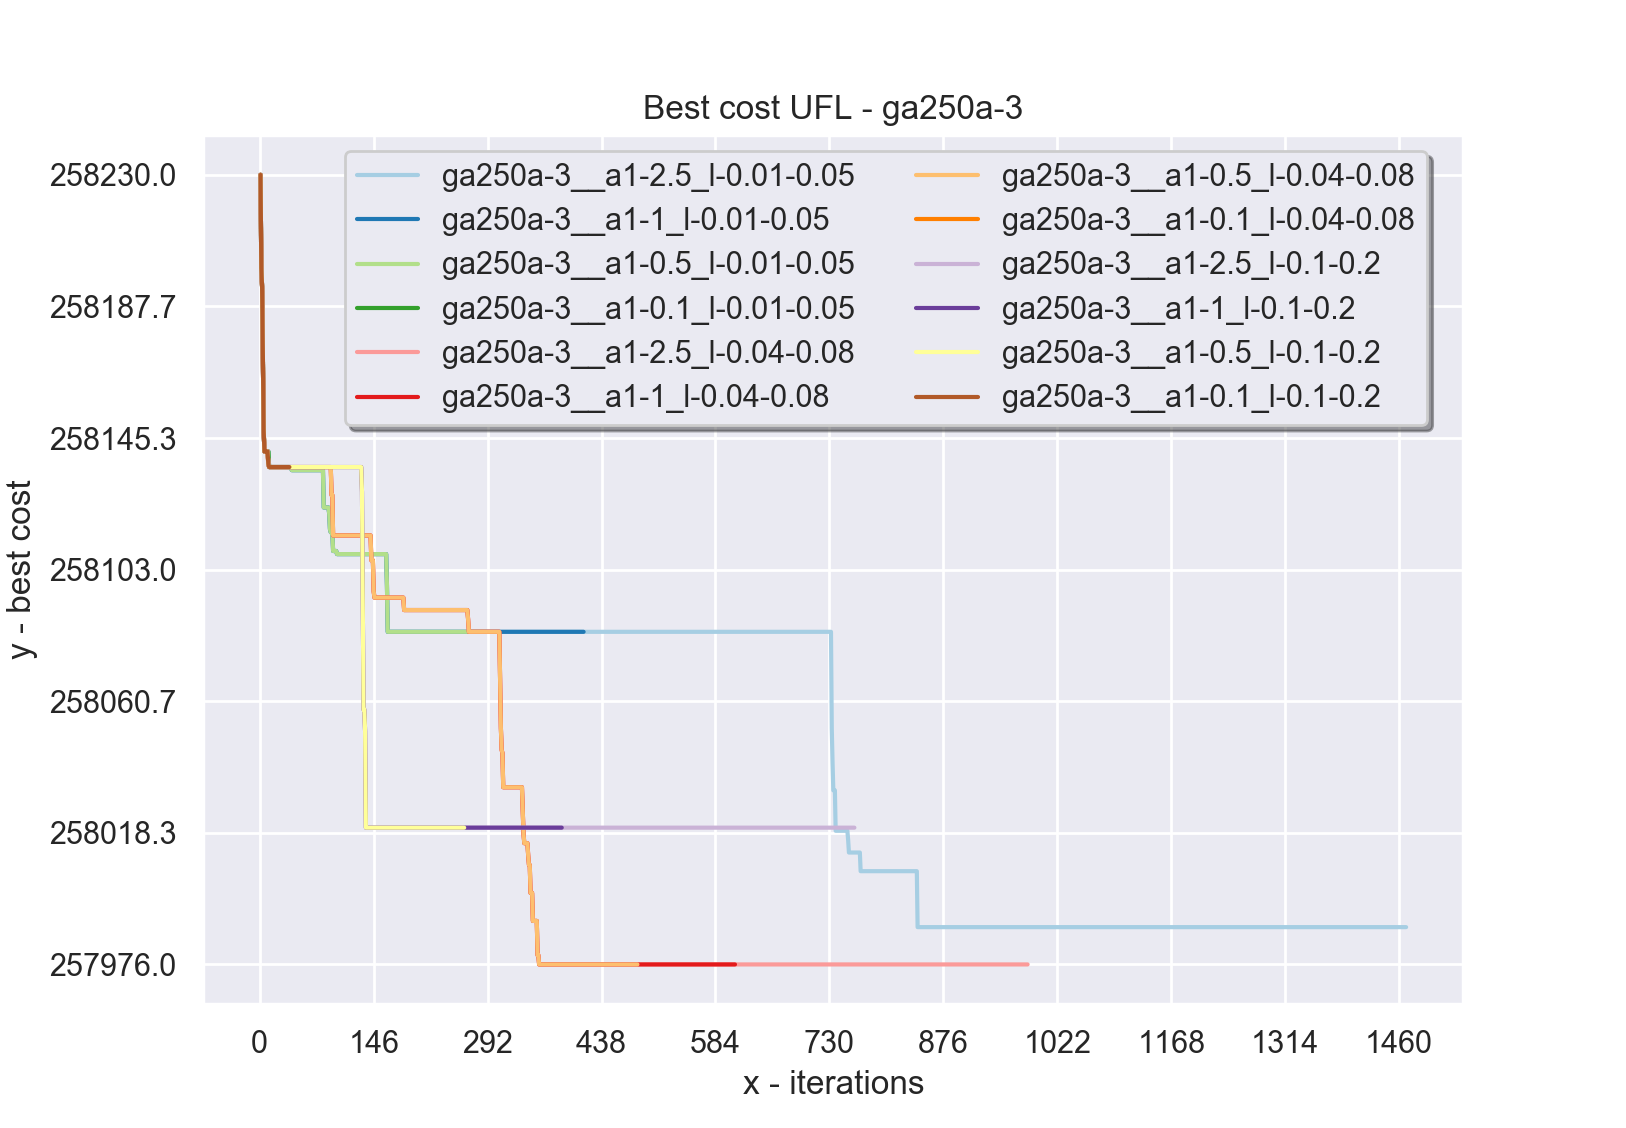 Best cost UFL - ga250a-3
258230.0
258187.7
258145.3
258103.0
258060.7
258018.3
257976.0
y - best cost
ga250a-3__a1-2.5_l-0.01-0.05
ga250a-3__a1-1_l-0.01-0.05
ga250a-3__a1-0.5_l-0.01-0.05
ga250a-3__a1-0.1_l-0.01-0.05
ga250a-3__a1-2.5_l-0.04-0.08
ga250a-3__a1-1_l-0.04-0.08
ga250a-3__a1-0.5_l-0.04-0.08
ga250a-3__a1-0.1_l-0.04-0.08
ga250a-3__a1-2.5_l-0.1-0.2
ga250a-3__a1-1_l-0.1-0.2
ga250a-3__a1-0.5_l-0.1-0.2
ga250a-3__a1-0.1_l-0.1-0.2
0 146 292 438 584 730 876 1022 1168 1314 1460
x - iterations